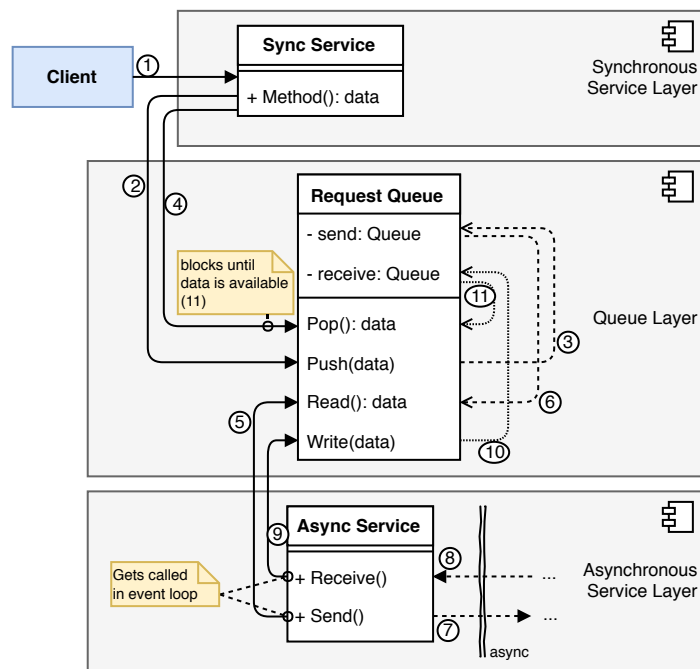 Sync Service
Client
①
+ Method(): data
Synchronous
Service Layer
②
④
Request Queue
- send: Queue
- receive: Queue
blocks until
data is available
(11)
⑪
Pop(): data
Queue Layer
③
Push(data)
Read(): data
⑥
⑤
Write(data)
⑩
Async Service
⑨
⑧
Gets called
in event loop
+ Receive()
...
Asynchronous
Service Layer
+ Send()
...
⑦
async